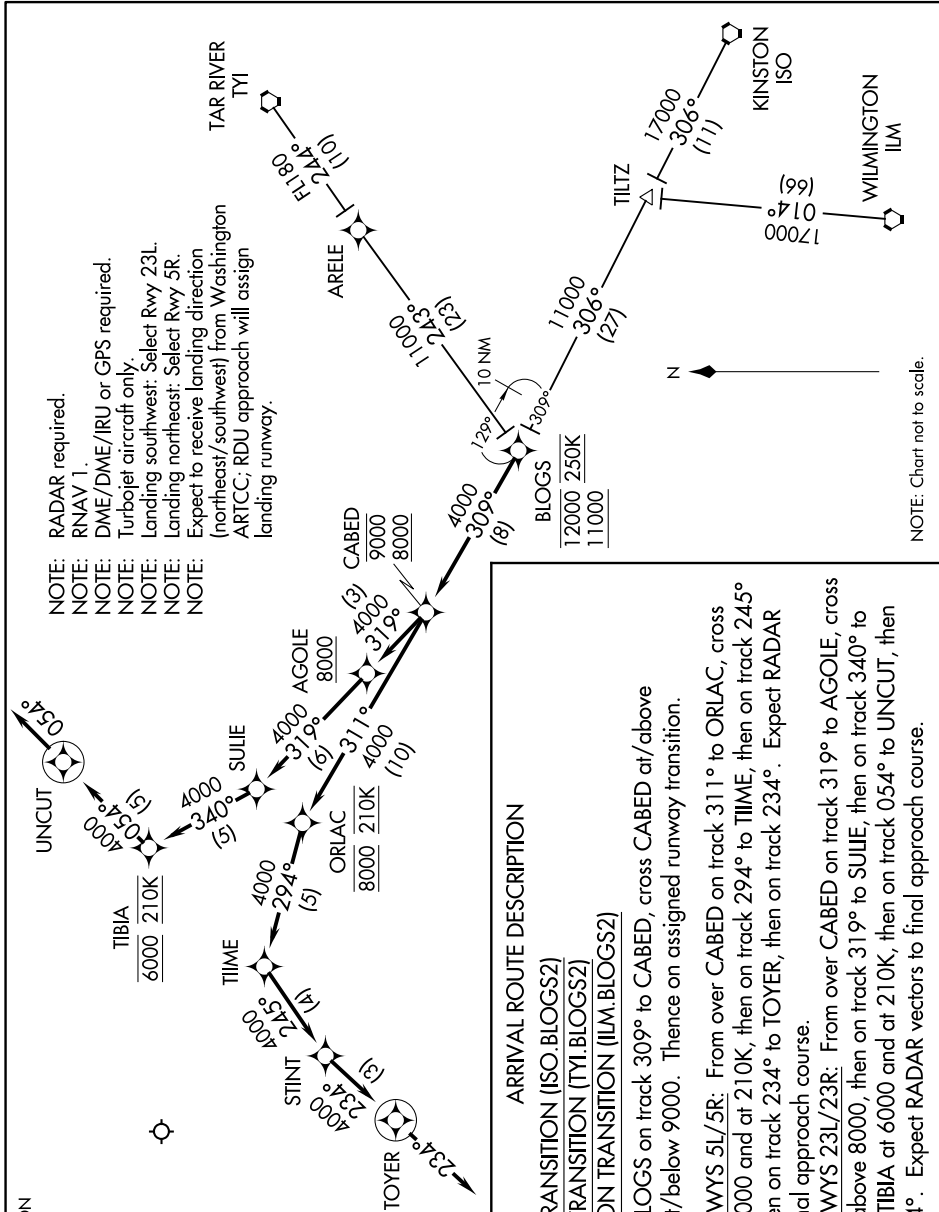 ON
NOTE: RADAR required.
NOTE: RNAV 1.
NOTE: DME/DME/IRU or GPS required.
NOTE: Turbojet aircraft only.
NOTE: Landing southwest: Select Rwy 23L.
NOTE: Landing northeast: Select Rwy 5R.
NOTE: Expect to receive landing direction
(northeast/southwest) from Washington
ARTCC; RDU approach will assign
landing runway.
TAR RIVER
TYI
FL180
244°
(10)
ARELE
11000
243°
(23)
UNCUT
054°
4000
054°
(5)
TIBIA
6000 210K
4000
340°
(5)
SULIE
4000
319°
(6)
AGOLE
8000
(3)
4000
319°
CABED
9000
8000
311°
4000
(10)
ORLAC
8000 210K
4000
294°
(5)
TIIME
4000
245°
(4)
STINT
4000
234°
(3)
TOYER
234°
4000
309°
(8)
129°
10 NM
309°
BLOGS
12000 250K
11000
11000
306°
(27)
TILTZ
17000
306°
(11)
KINSTON
ISO
17000
014°
(66)
WILMINGTON
ILM
N
NOTE: Chart not to scale.
ARRIVAL ROUTE DESCRIPTION
RANSITION (ISO.BLOGS2)
TRANSITION (TYI.BLOGS2)
ON TRANSITION (ILM.BLOGS2)
LOGS on track 309° to CABED, cross CABED at/above
t/below 9000. Thence on assigned runway transition.
WYS 5L/5R: From over CABED on track 311° to ORLAC, cross
000 and at 210K, then on track 294° to TIIME, then on track 245°
en on track 234° to TOYER, then on track 234°. Expect RADAR
nal approach course.
WYS 23L/23R: From over CABED on track 319° to AGOLE, cross
above 8000, then on track 319° to SULIE, then on track 340° to
TIBIA at 6000 and at 210K, then on track 054° to UNCUT, then
4°. Expect RADAR vectors to final approach course.